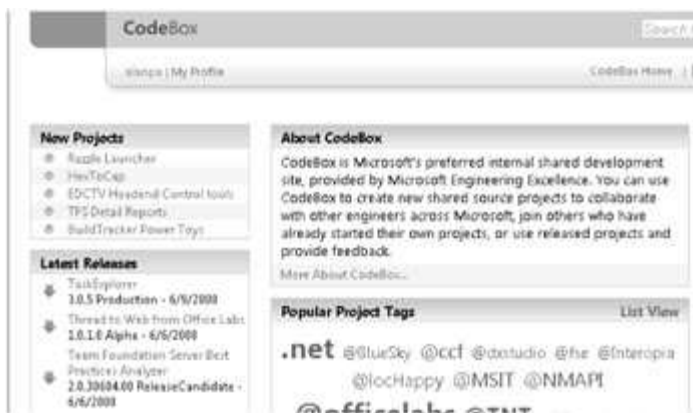 CodeBox
Search
My Profile
CodeBox Home |
New Projects
Razzle Launcher
HexToCap
EDCTV Headend Control tools
TFS Detail Reports
BuildTracker Power Toys
Latest Releases
TaskExplorer
3.0.5 Production - 6/9/2008
Thread to Web from Office Labs
1.0.1.0 Alpha - 6/6/2008
Team Foundation Server Best
Practices Analyzer
2.0.30604.00 ReleaseCandidate -
6/6/2008
About CodeBox
CodeBox is Microsoft's preferred internal shared development
site, provided by Microsoft Engineering Excellence. You can use
CodeBox to create new shared source projects to collaborate
with other engineers across Microsoft, join others who have
already started their own projects, or use released projects and
provide feedback.
More About CodeBox...
Popular Project Tags
List View
.net @BlueSky @ccf @dxstudio @fse @Interopia
@locHappy @MSIT @NMAPI
@officelabs @TNT